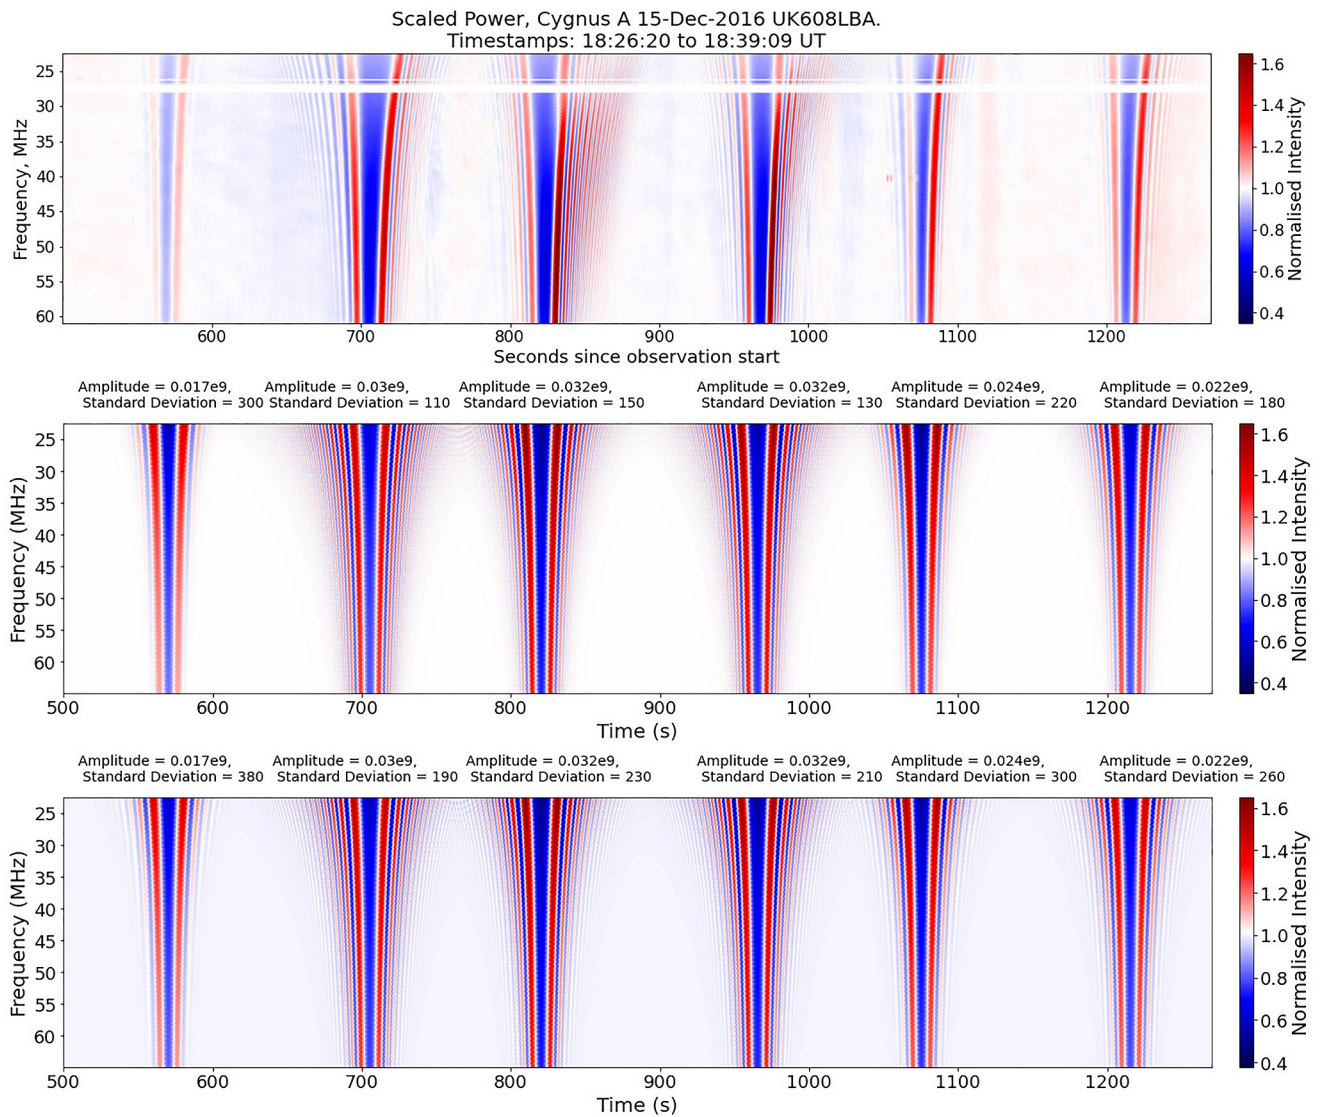 Scaled Power, Cygnus A 15-Dec-2016 UK608LBA.
Timestamps: 18:26:20 to 18:39:09 UT
Frequency, MHz
25
30
35
40
45
50
55
60
600
700
800
900
1000
1100
1200
Seconds since observation start
1.6
1.4
1.2
1.0
0.8
0.6
0.4
Normalised Intensity
Amplitude = 0.017e9,
Standard Deviation = 300
Amplitude = 0.03e9,
Standard Deviation = 110
Amplitude = 0.032e9,
Standard Deviation = 150
Amplitude = 0.032e9,
Standard Deviation = 130
Amplitude = 0.024e9,
Standard Deviation = 220
Amplitude = 0.022e9,
Standard Deviation = 180
Frequency (MHz)
25
30
35
40
45
50
55
60
500
600
700
800
900
1000
1100
1200
Time (s)
1.6
1.4
1.2
1.0
0.8
0.6
0.4
Normalised Intensity
Amplitude = 0.017e9,
Standard Deviation = 380
Amplitude = 0.03e9,
Standard Deviation = 190
Amplitude = 0.032e9,
Standard Deviation = 230
Amplitude = 0.032e9,
Standard Deviation = 210
Amplitude = 0.024e9,
Standard Deviation = 300
Amplitude = 0.022e9,
Standard Deviation = 260
Frequency (MHz)
25
30
35
40
45
50
55
60
500
600
700
800
900
1000
1100
1200
Time (s)
1.6
1.4
1.2
1.0
0.8
0.6
0.4
Normalised Intensity